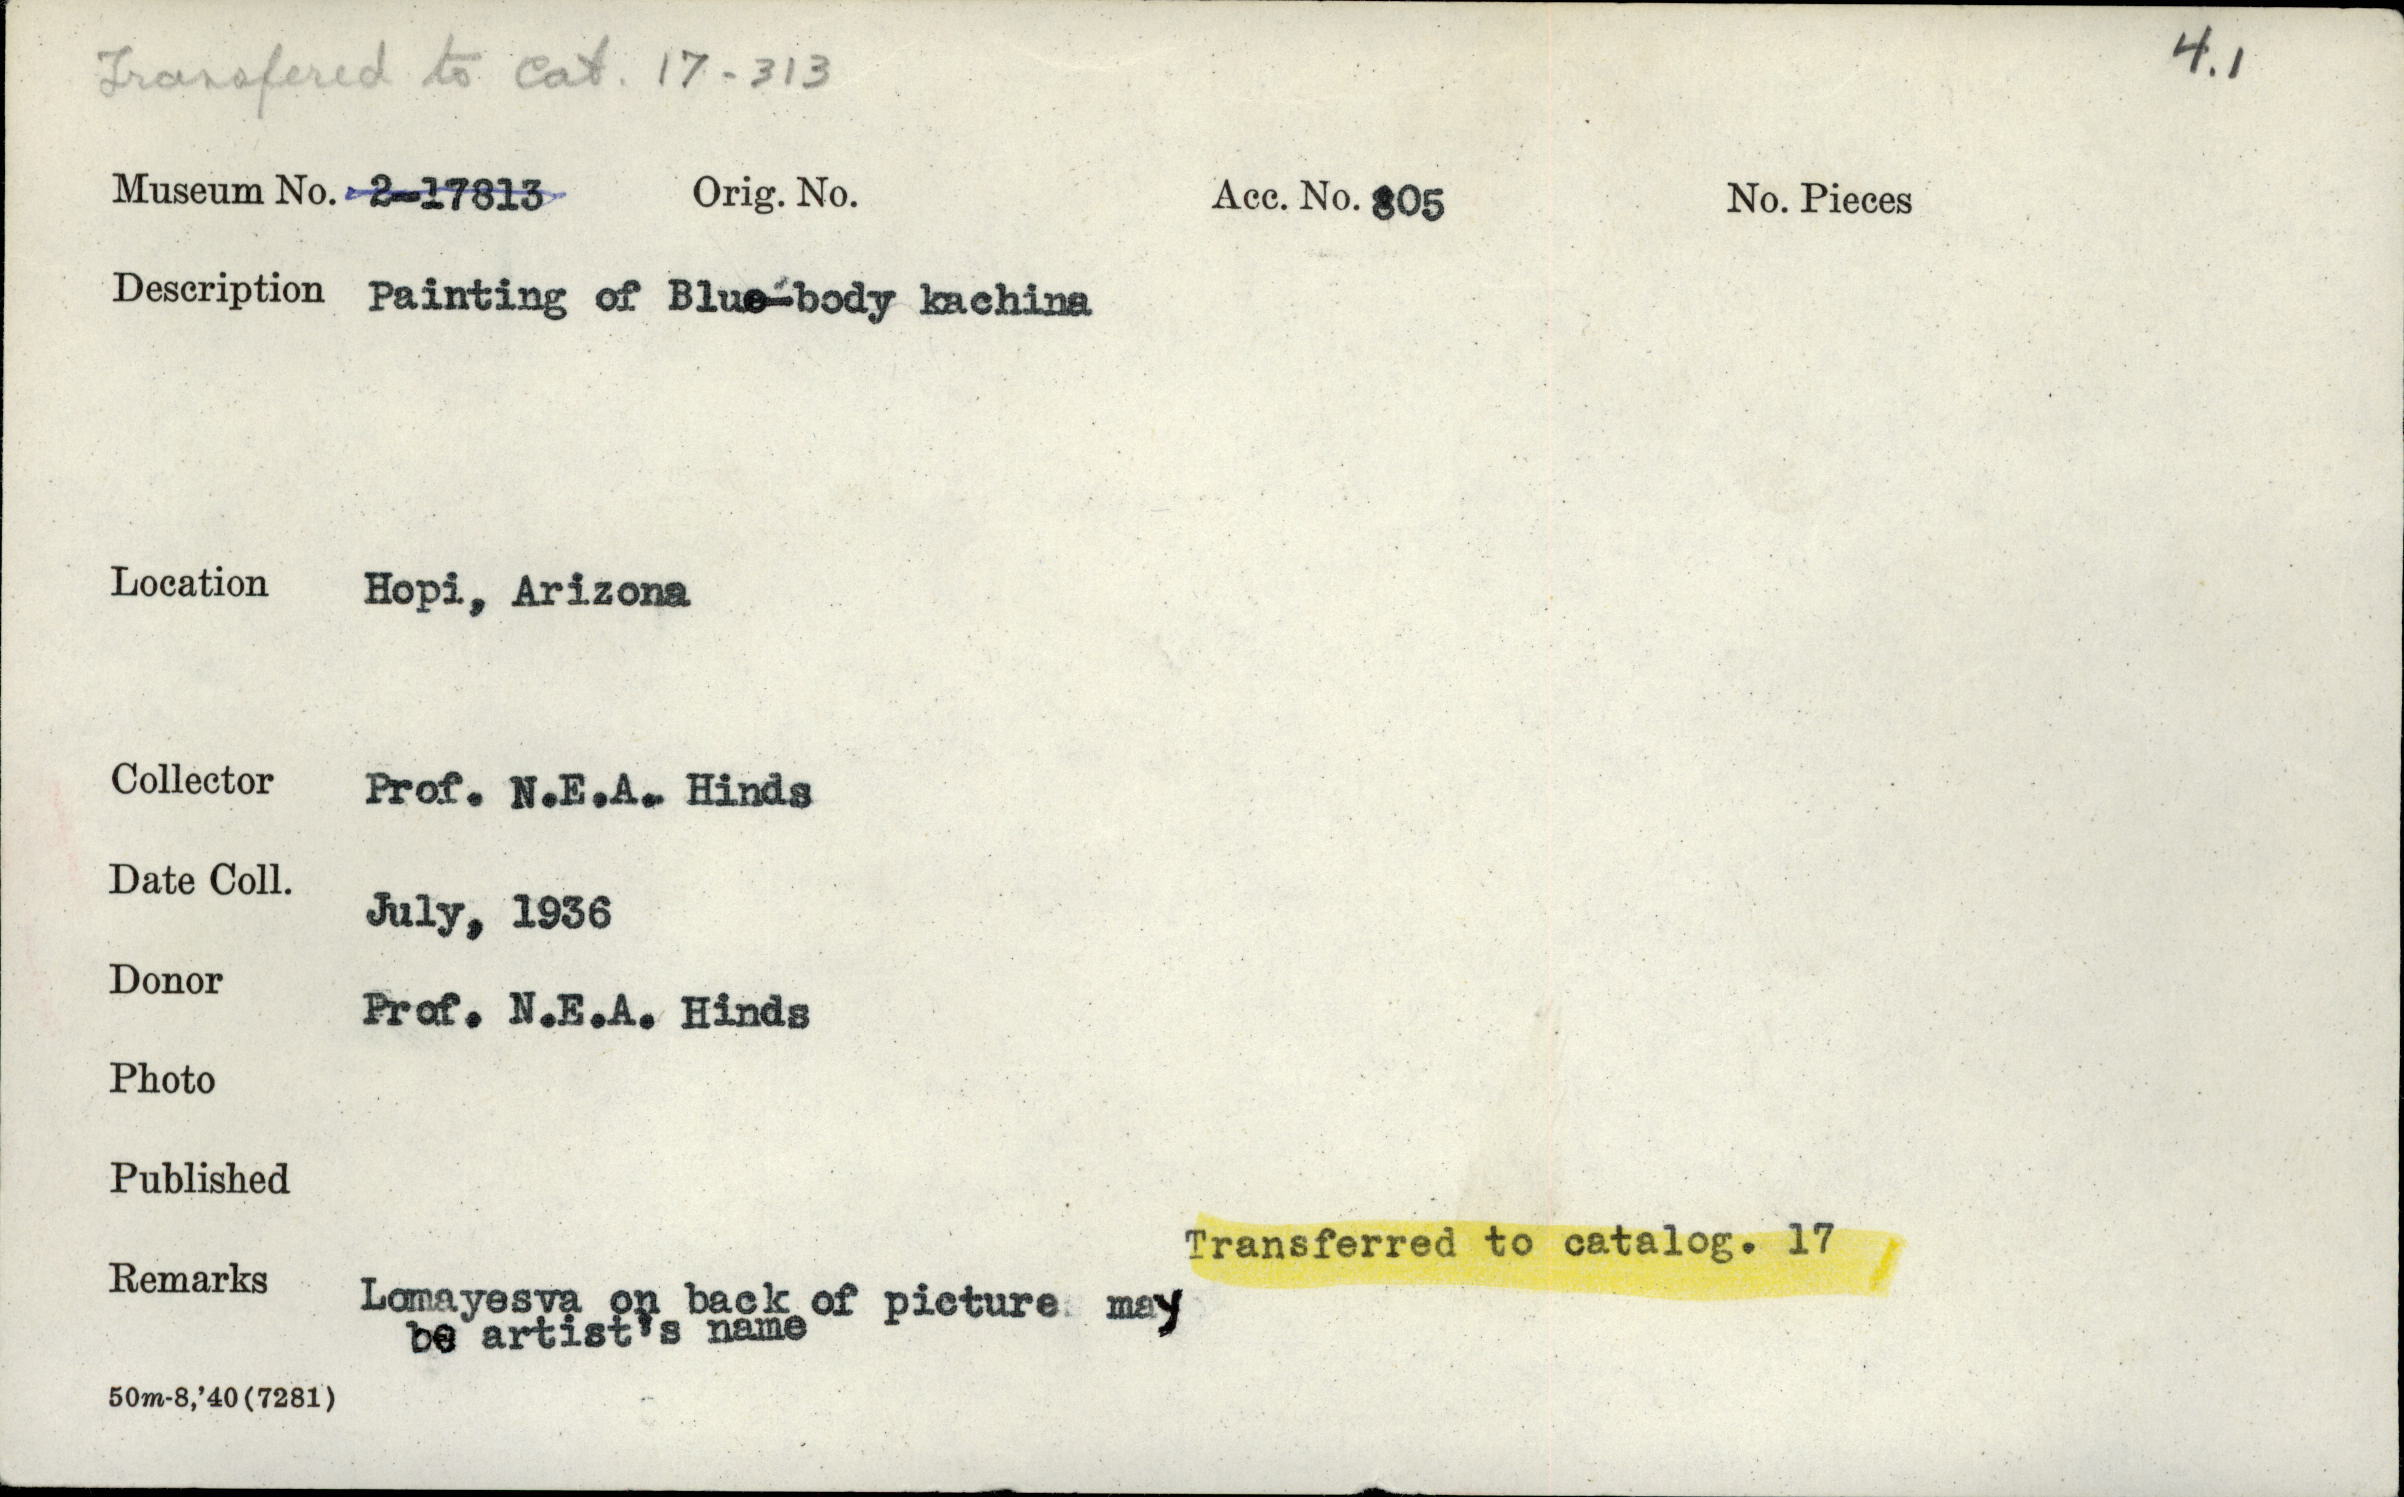 Transfered to cat. 17-313
4.1
Museum No. 2-17813 Orig. No. Acc. No. 805 No. Pieces
Description Painting of Blue-body kachina
Location Hopi, Arizona
Collector Prof. N.E.A. Hinds
Date Coll. July, 1936
Donor Prof. N.E.A. Hinds
Photo
Published
Transferred to catalog. 17
Remarks Lomayesva on back of picture may
be artist's name
50m-8,'40(7281)